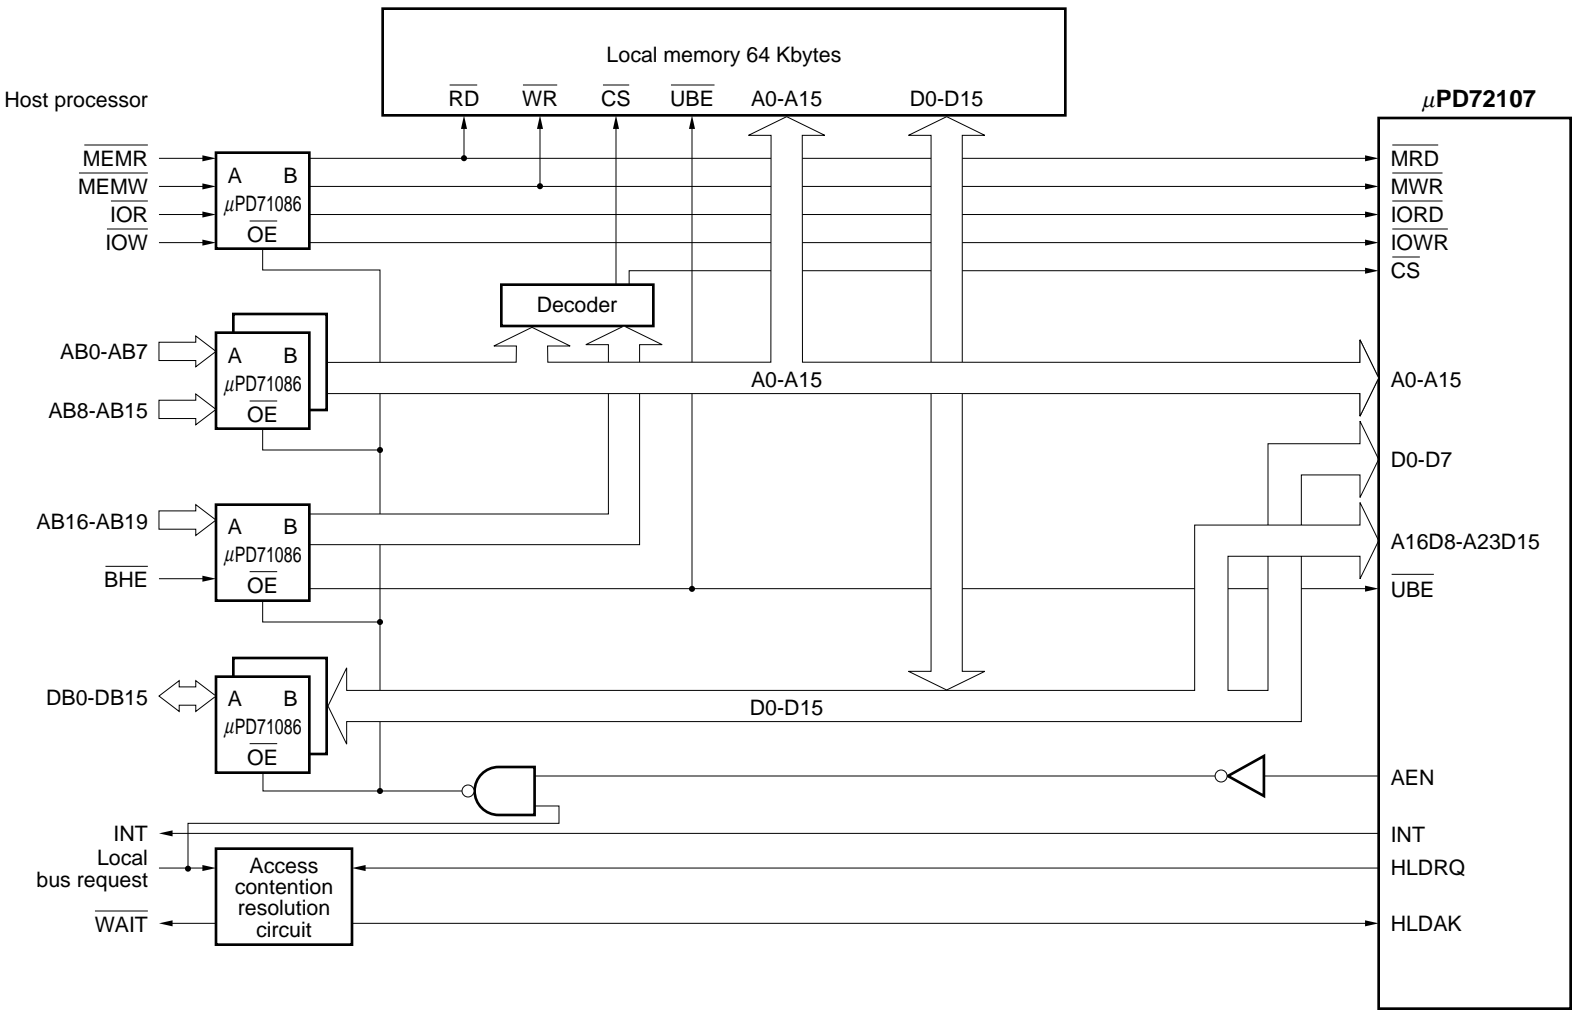 Local memory 64 Kbytes
RD WR CS UBE A0-A15 D0-D15
Host processor
μPD72107
MEMR
MEMW
IOR
IOW
A B
μPD71086
OE
MRD
MWR
IORD
IOWR
CS
Decoder
AB0-AB7
AB8-AB15
A B
μPD71086
OE
A0-A15
A0-A15
D0-D7
AB16-AB19
BHE
A B
μPD71086
OE
A16D8-A23D15
UBE
DB0-DB15
A B
μPD71086
OE
D0-D15
AEN
INT
INT
Local
bus request
Access
contention
resolution
circuit
HLDRQ
WAIT
HLDAK